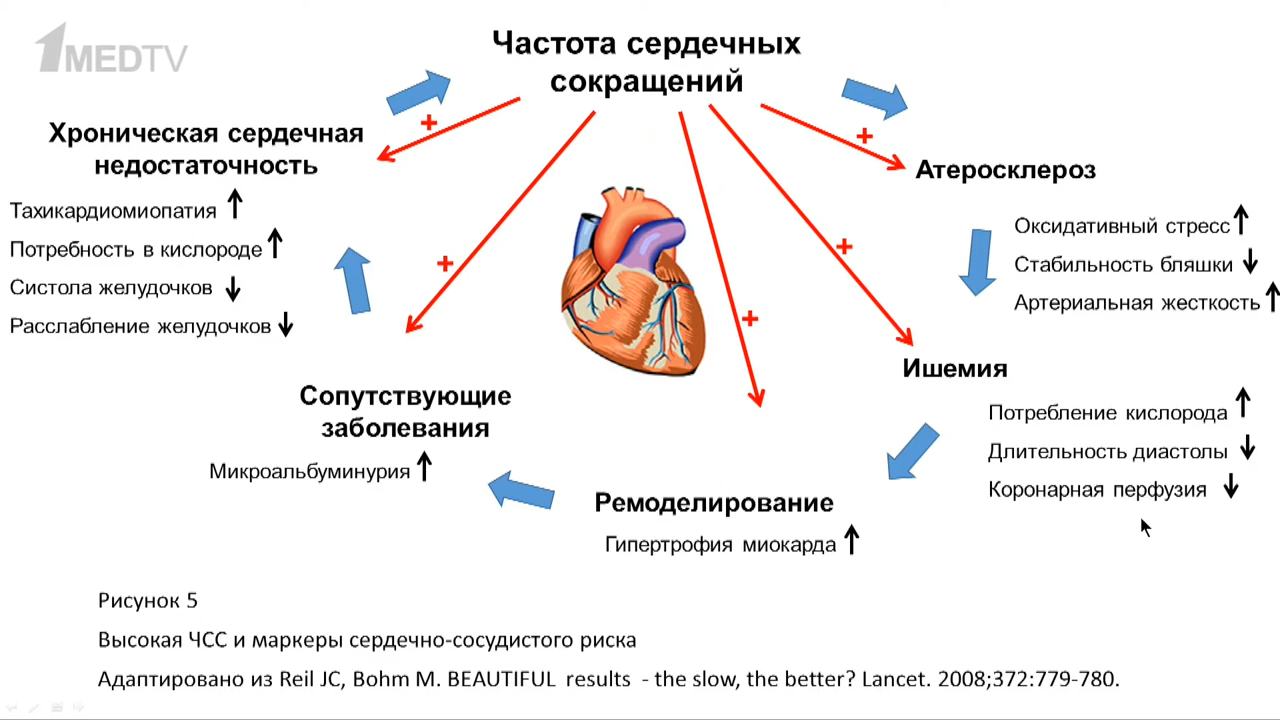 1MEDTV
Частота сердечных
сокращений
Хроническая сердечная
недостаточность
Тахикардиомиопатия ↑
Потребность в кислороде ↑
Систола желудочков ↓
Расслабление желудочков ↓
+
+
+
+
+
Атеросклероз
Оксидативный стресс ↑
Стабильность бляшки ↓
Артериальная жесткость ↑
Ишемия
Потребление кислорода ↑
Длительность диастолы ↓
Коронарная перфузия ↓
Сопутствующие
заболевания
Микроальбуминурия ↑
Ремоделирование
Гипертрофия миокарда ↑
Рисунок 5
Высокая ЧСС и маркеры сердечно-сосудистого риска
Адаптировано из Reil JC, Bohm M. BEAUTIFUL results - the slow, the better? Lancet. 2008;372:779-780.